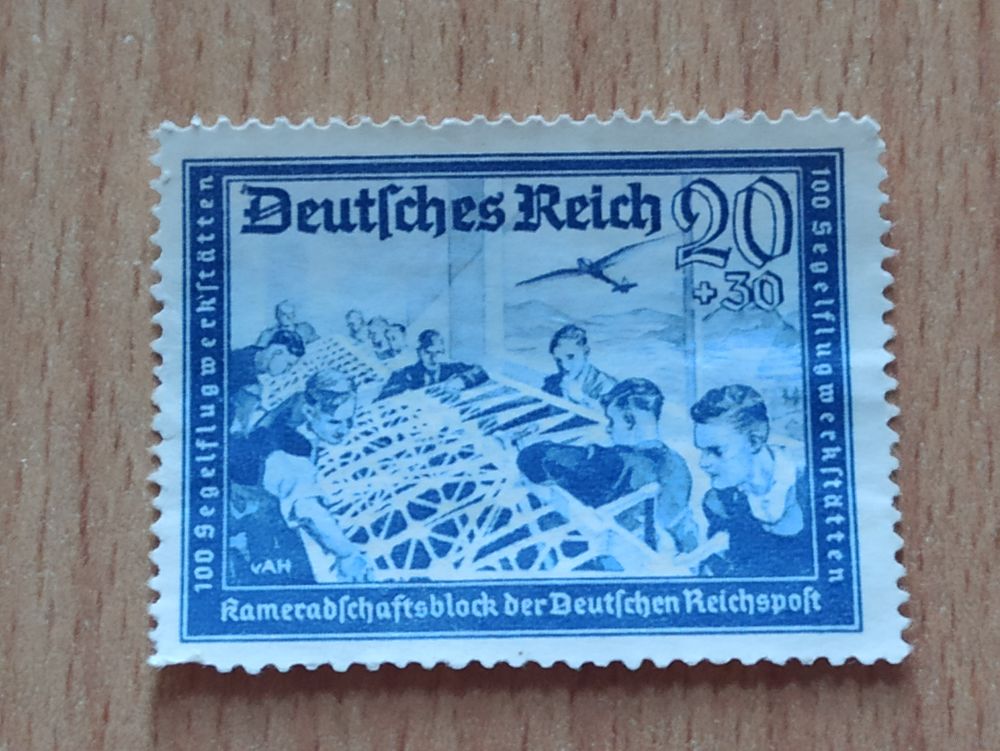 Deutſches Reich 20
+30
100 Segelflugwerkſtätten
100 Segelflugwerkſtätten
vAH
Kameradſchaftsblock der Deutſchen Reichspoſt